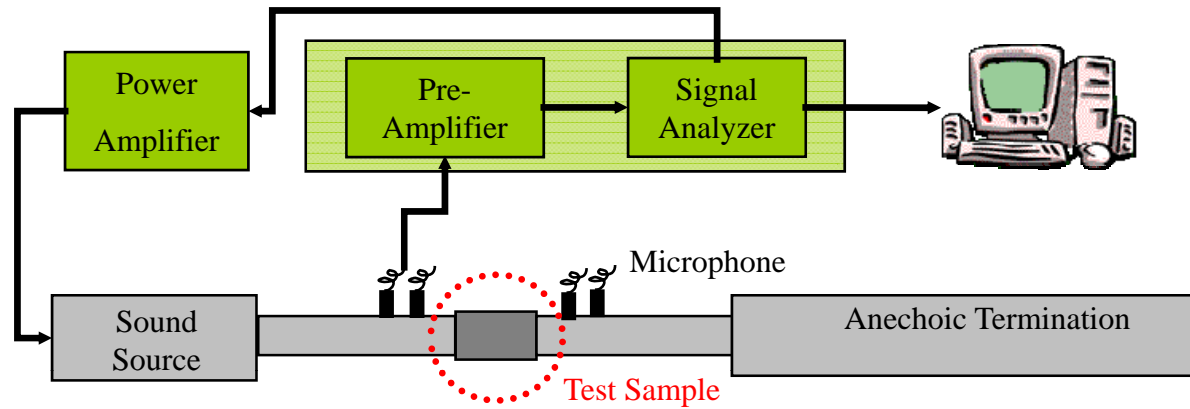 Power
Amplifier
Pre-
Amplifier
Signal
Analyzer
Microphone
Sound
Source
Anechoic Termination
Test Sample